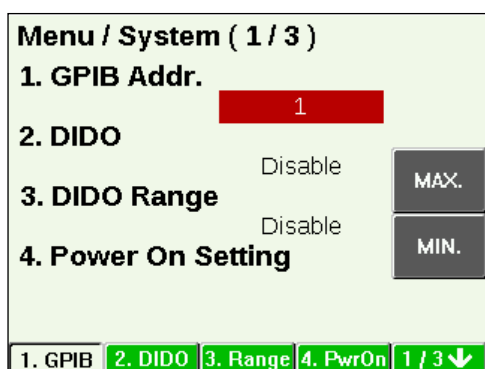 Menu / System ( 1 / 3 )
1. GPIB Addr.
1
2. DIDO
Disable
MAX.
3. DIDO Range
Disable
MIN.
4. Power On Setting
1. GPIB 2. DIDO 3. Range 4. PwrOn 1 / 3